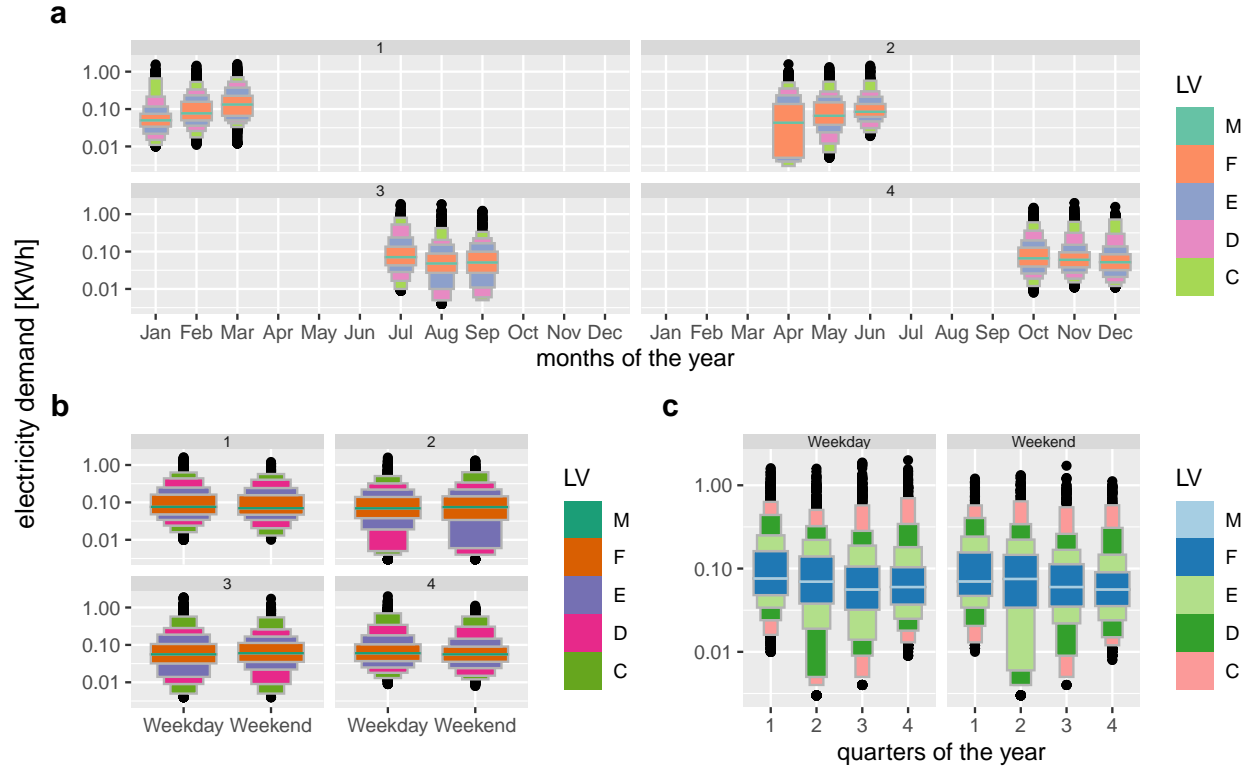 a
1 2
1.00
0.10
0.01
3 4
1.00
0.10
0.01
Jan Feb Mar Apr May Jun Jul Aug Sep Oct Nov Dec Jan Feb Mar Apr May Jun Jul Aug Sep Oct Nov Dec
months of the year
LV
M
F
E
D
C
electricity demand [KWh]
b
1 2
1.00
0.10
0.01
3 4
1.00
0.10
0.01
Weekday Weekend Weekday Weekend
LV
M
F
E
D
C
c
Weekday Weekend
1.00
0.10
0.01
1 2 3 4 1 2 3 4
quarters of the year
LV
M
F
E
D
C